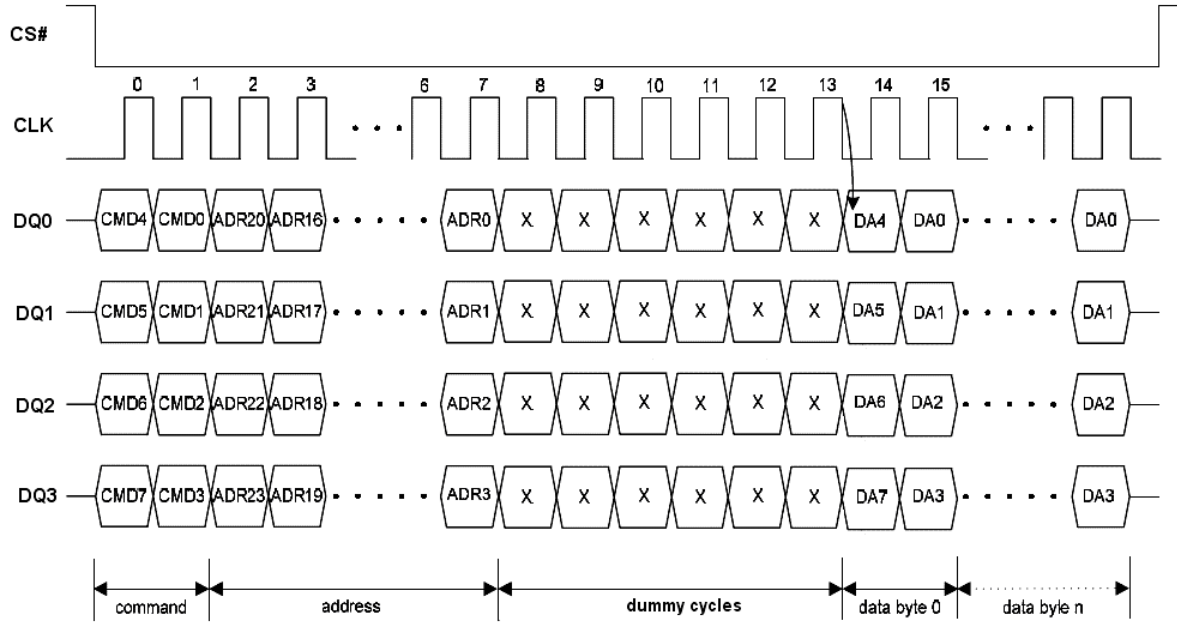 CS#
0 1 2 3 6 7 8 9 10 11 12 13 14 15
CLK
DQ0 CMD4 CMD0 ADR20 ADR16 ADR0 X X X X X X DA4 DA0 DA0
DQ1 CMD5 CMD1 ADR21 ADR17 ADR1 X X X X X X DA5 DA1 DA1
DQ2 CMD6 CMD2 ADR22 ADR18 ADR2 X X X X X X DA6 DA2 DA2
DQ3 CMD7 CMD3 ADR23 ADR19 ADR3 X X X X X X DA7 DA3 DA3
command address dummy cycles data byte 0 data byte n